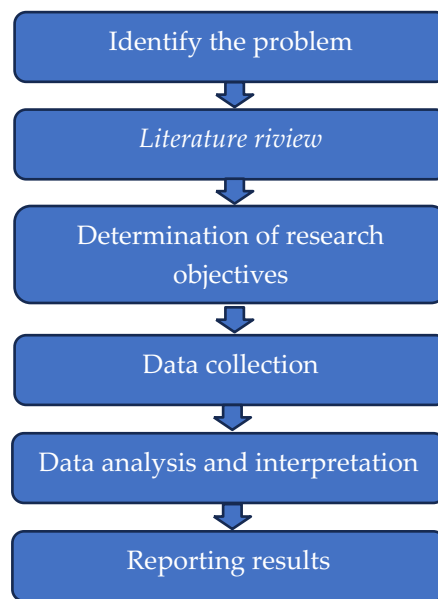 Identify the problem
Literature riview
Determination of research
objectives
Data collection
Data analysis and interpretation
Reporting results